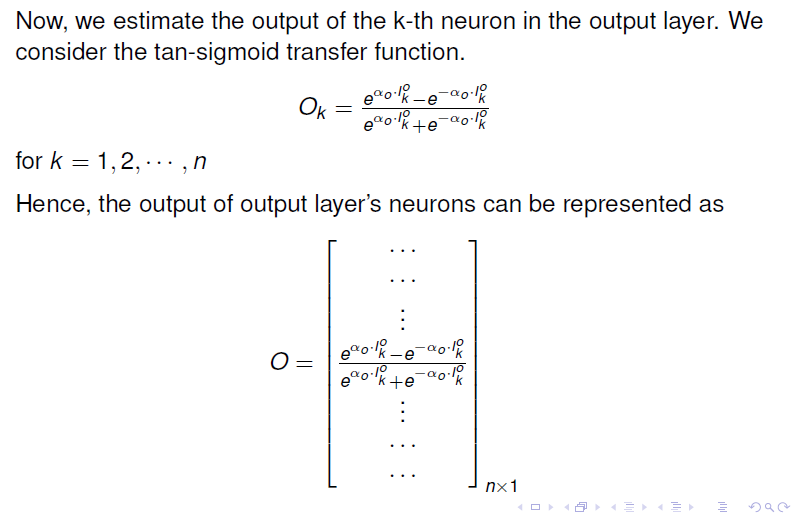 Now, we estimate the output of the k-th neuron in the output layer. We
consider the tan-sigmoid transfer function.
$O_k = \frac{e^{\alpha_o \cdot I_k^o} - e^{-\alpha_o \cdot I_k^o}}{e^{\alpha_o \cdot I_k^o} + e^{-\alpha_o \cdot I_k^o}}$
for $k = 1, 2, \cdots, n$
Hence, the output of output layer's neurons can be represented as
$O = \begin{bmatrix} \cdots \\ \cdots \\ \vdots \\ \frac{e^{\alpha_o \cdot I_k^o} - e^{-\alpha_o \cdot I_k^o}}{e^{\alpha_o \cdot I_k^o} + e^{-\alpha_o \cdot I_k^o}} \\ \vdots \\ \cdots \\ \cdots \end{bmatrix}_{n \times 1}$